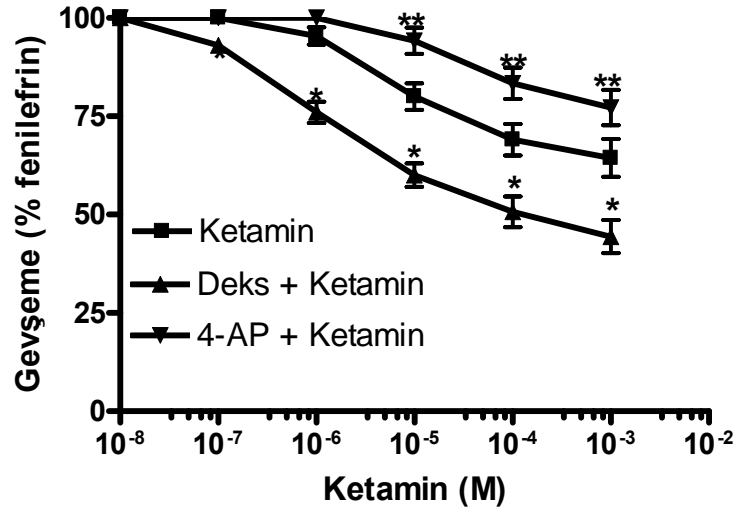 Gevşeme (% fenilefrin)
100
75
50
25
0
**
**
**
*
*
*
*
*
Ketamin
Deks + Ketamin
4-AP + Ketamin
10-8 10-7 10-6 10-5 10-4 10-3 10-2
Ketamin (M)